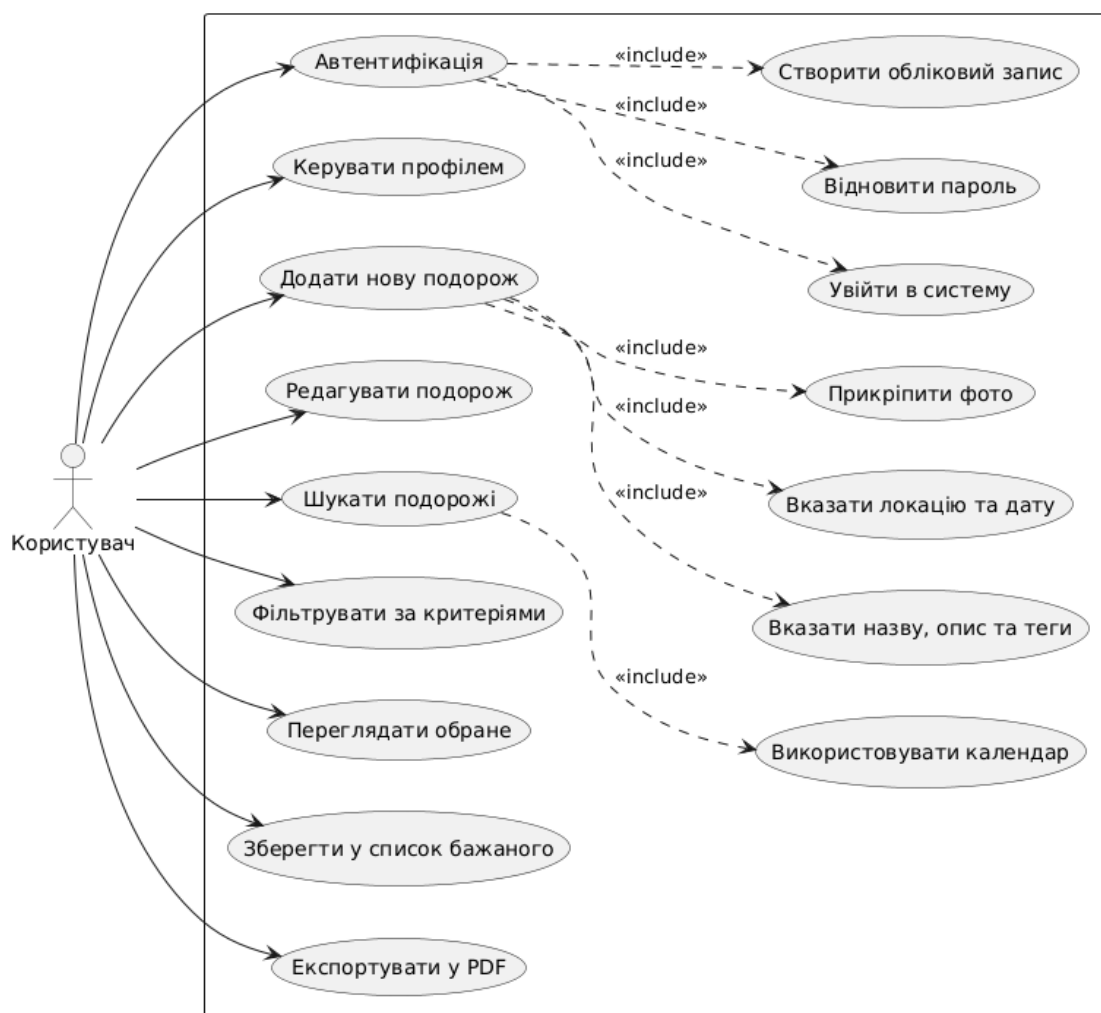 Автентифікація
«include»
Створити обліковий запис
«include»
Керувати профілем
«include»
Відновити пароль
Додати нову подорож
Увійти в систему
«include»
Редагувати подорож
Прикріпити фото
«include»
Шукати подорожі
«include»
Вказати локацію та дату
Користувач
Фільтрувати за критеріями
Вказати назву, опис та теги
«include»
Переглядати обране
Використовувати календар
Зберегти у список бажаного
Експортувати у PDF